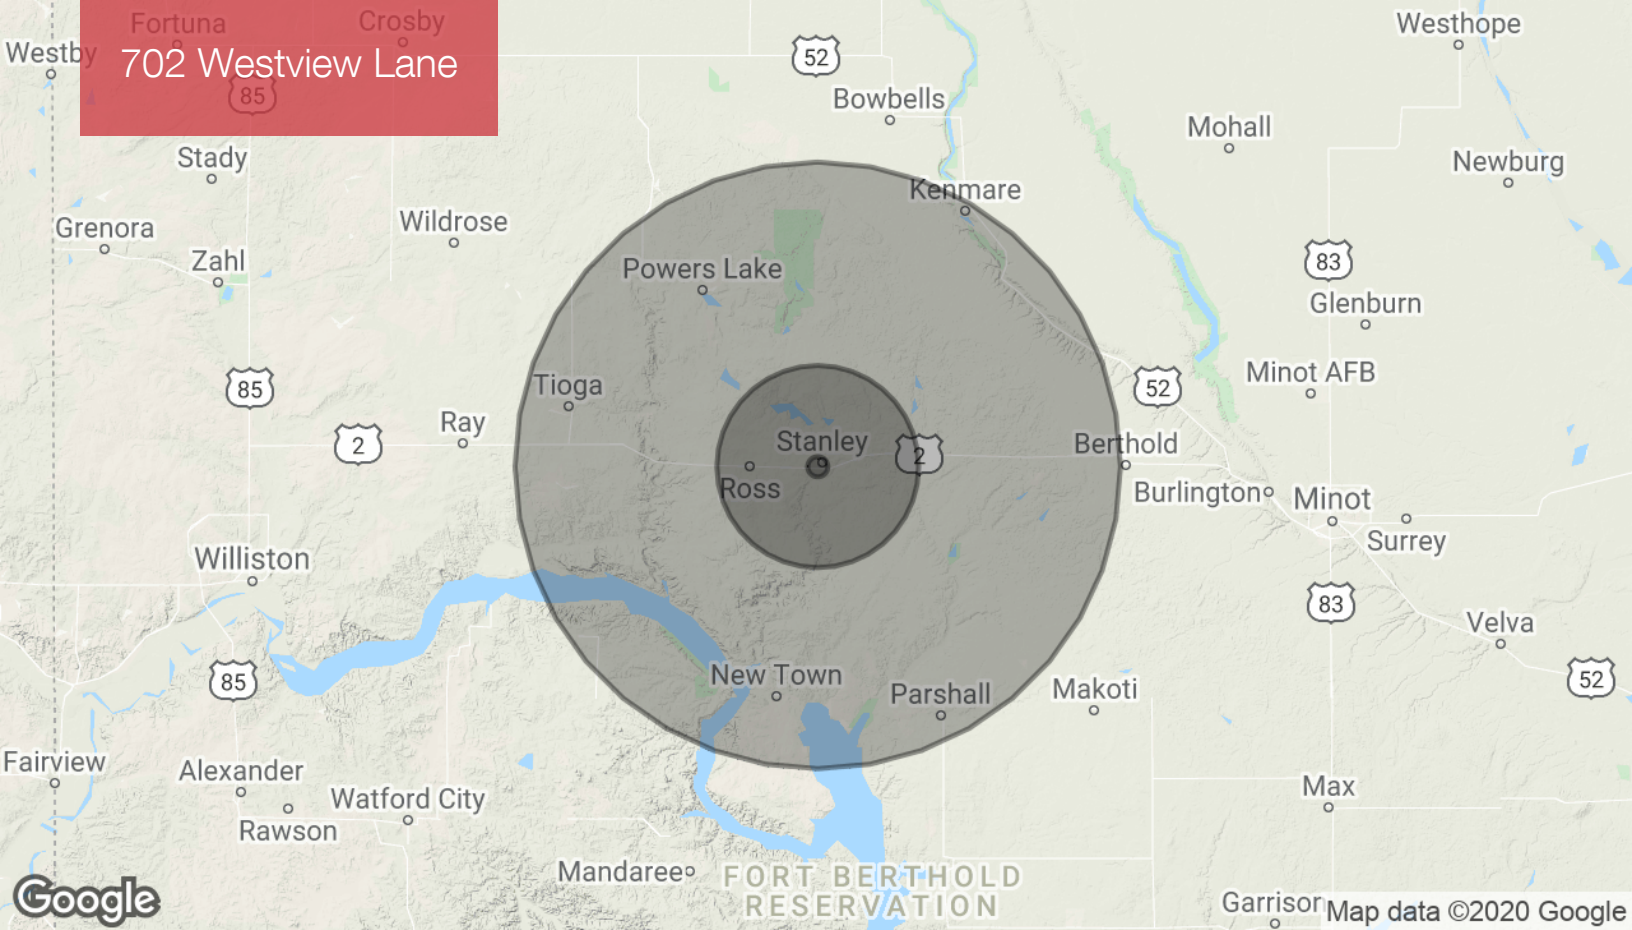 Fortuna
Crosby
Westby
702 Westview Lane
85
52
Westhope
Bowbells
Mohall
Stady
Newburg
Kenmare
Grenora
Wildrose
Zahl
83
Powers Lake
Glenburn
Minot AFB
85
Tioga
52
Ray
2
Stanley
2
Berthold
Ross
Burlington
Minot
Surrey
Williston
83
Velva
85
New Town
Parshall
Makoti
52
Fairview
Alexander
Watford City
Max
Rawson
Mandaree
FORT BERTHOLD
RESERVATION
Garrison
Google
Map data ©2020 Google